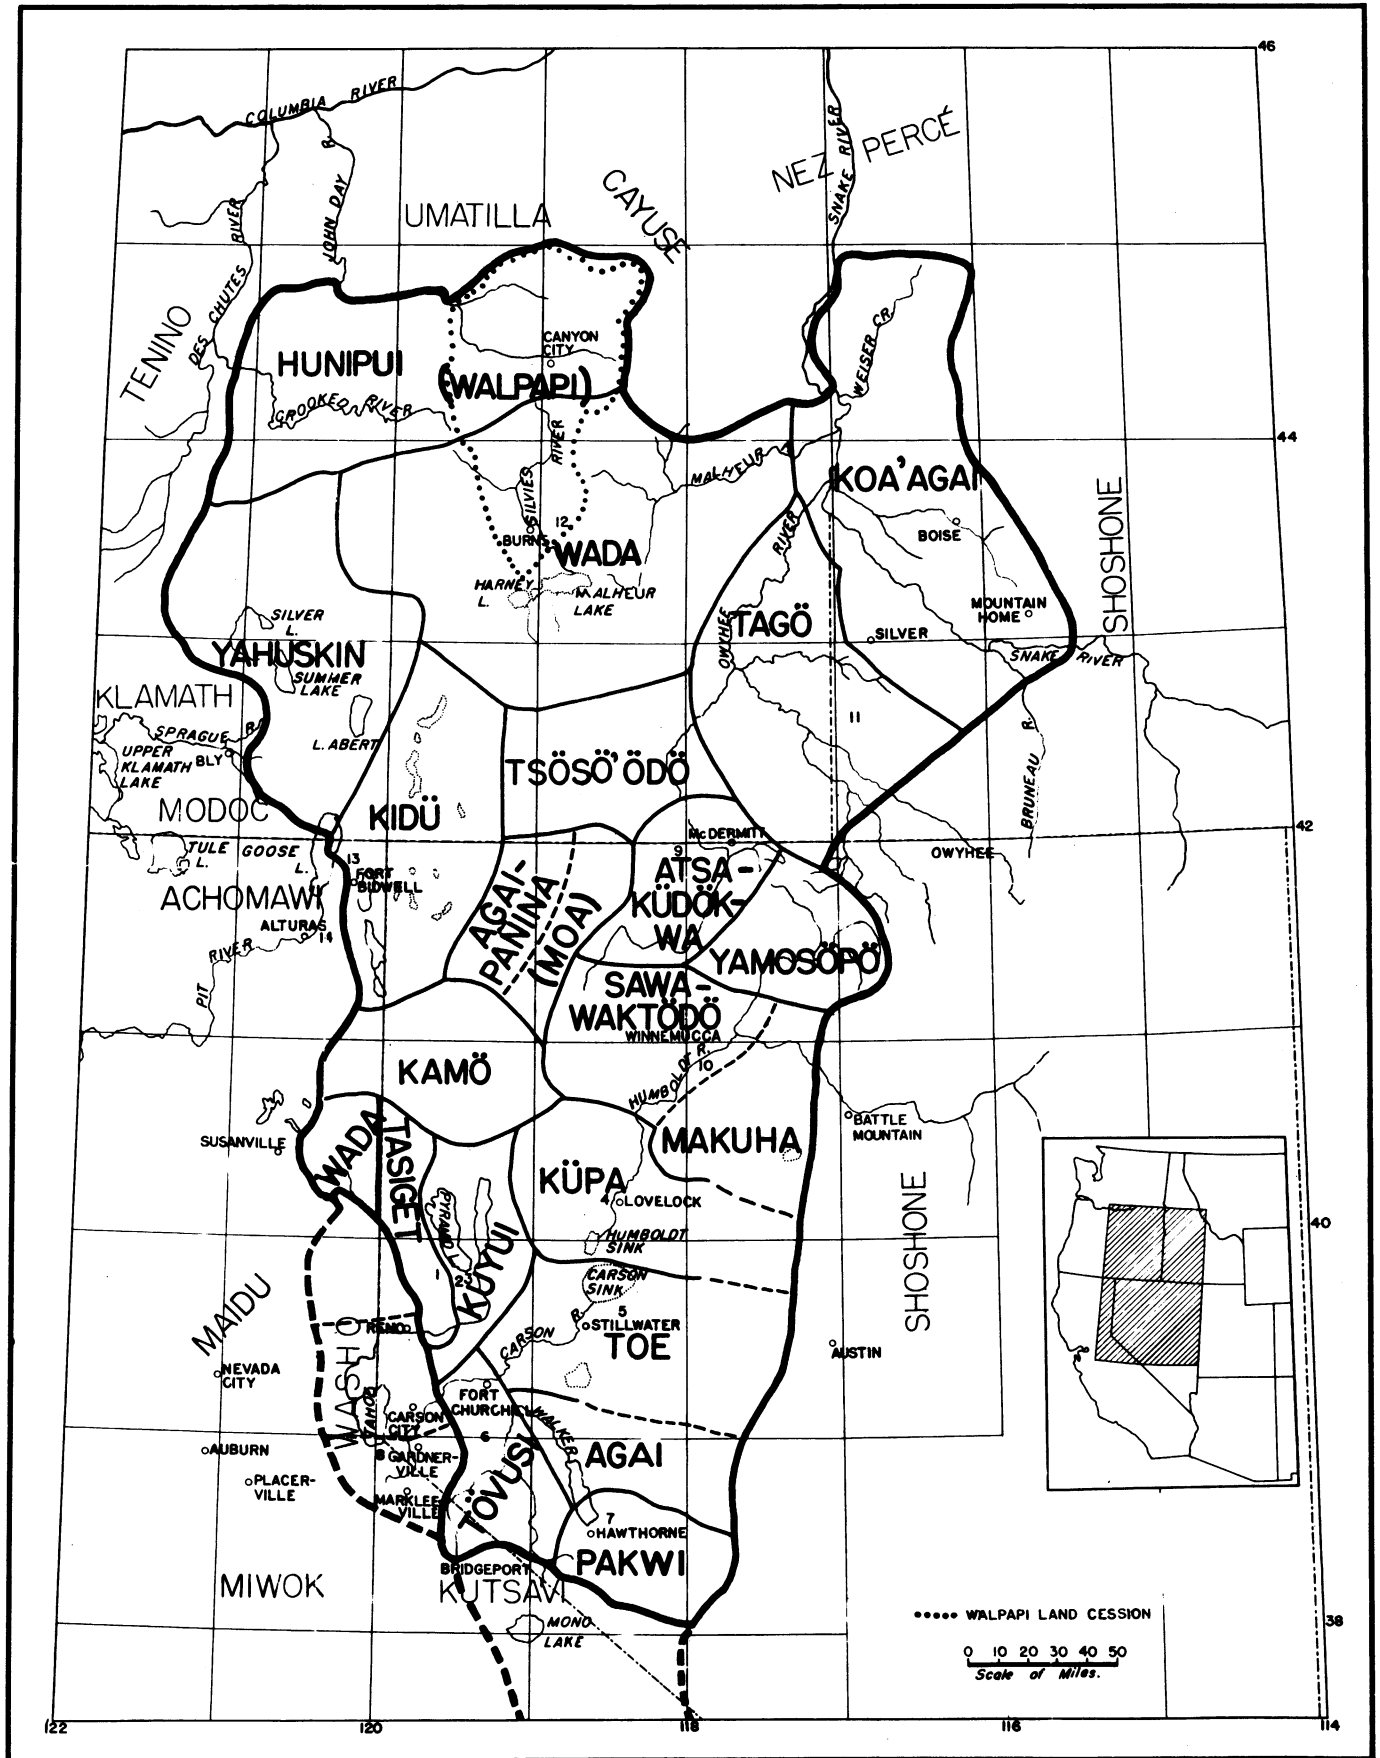 46
COLUMBIA RIVER
JOHN DAY R.
DES CHUTES RIVER
TENINO
UMATILLA
CAYUSE
NEZ PERCÉ
SNAKE RIVER
WEISER CR.
CANYON
CITY
HUNIPUI
(WALPAPI)
CROOKED RIVER
44
SILVIES RIVER
MALHEUR
KOA'AGAI
SHOSHONE
RIVER
OWYHEE
BOISE
12
BURNS
WADA
HARNEY
L.
MALHEUR
LAKE
MOUNTAIN
HOME
TAGÖ
SILVER
SILVER
L.
YAHUSKIN
SUMMER
LAKE
SNAKE RIVER
KLAMATH
SPRAGUE R.
UPPER
KLAMATH
LAKE
BLY
L. ABERT
11
BRUNEAU R.
TSÖSÖ'ÖDÖ
MODOC
KIDÜ
42
McDERMITT
OWYHEE
TULE
L.
GOOSE
L.
13
FORT
BIDWELL
9
ATSA-
KÜDÖK-
WA
AGAI-
PANINA
(MOA)
ACHOMAWI
ALTURAS
14
PIT RIVER
YAMOSÖPÖ
SAWA-
WAKTÖDÖ
WINNEMUCCA
HUMBOLDT R.
10
KAMÖ
BATTLE
MOUNTAIN
SUSANVILLE
WADA
TASIGET
MAKUHA
KÜPA
4
LOVELOCK
PYRAMID L.
KUYUI
HUMBOLDT
SINK
SHOSHONE
40
1
2
CARSON
SINK
MAIDU
RENO
CARSON R.
5
STILLWATER
TOE
AUSTIN
NEVADA
CITY
WASHO
TAHOE
FORT
CHURCHILL
CARSON
CITY
WALKER
6
AUBURN
8
GARDNER-
VILLE
AGAI
PLACER-
VILLE
MARKLEE-
VILLE
TÖVUSI
7
HAWTHORNE
PAKWI
BRIDGEPORT
MIWOK
KUTSAVI
MONO
LAKE
WALPAPI LAND CESSION
38
0 10 20 30 40 50
Scale of Miles.
122
120
118
116
114